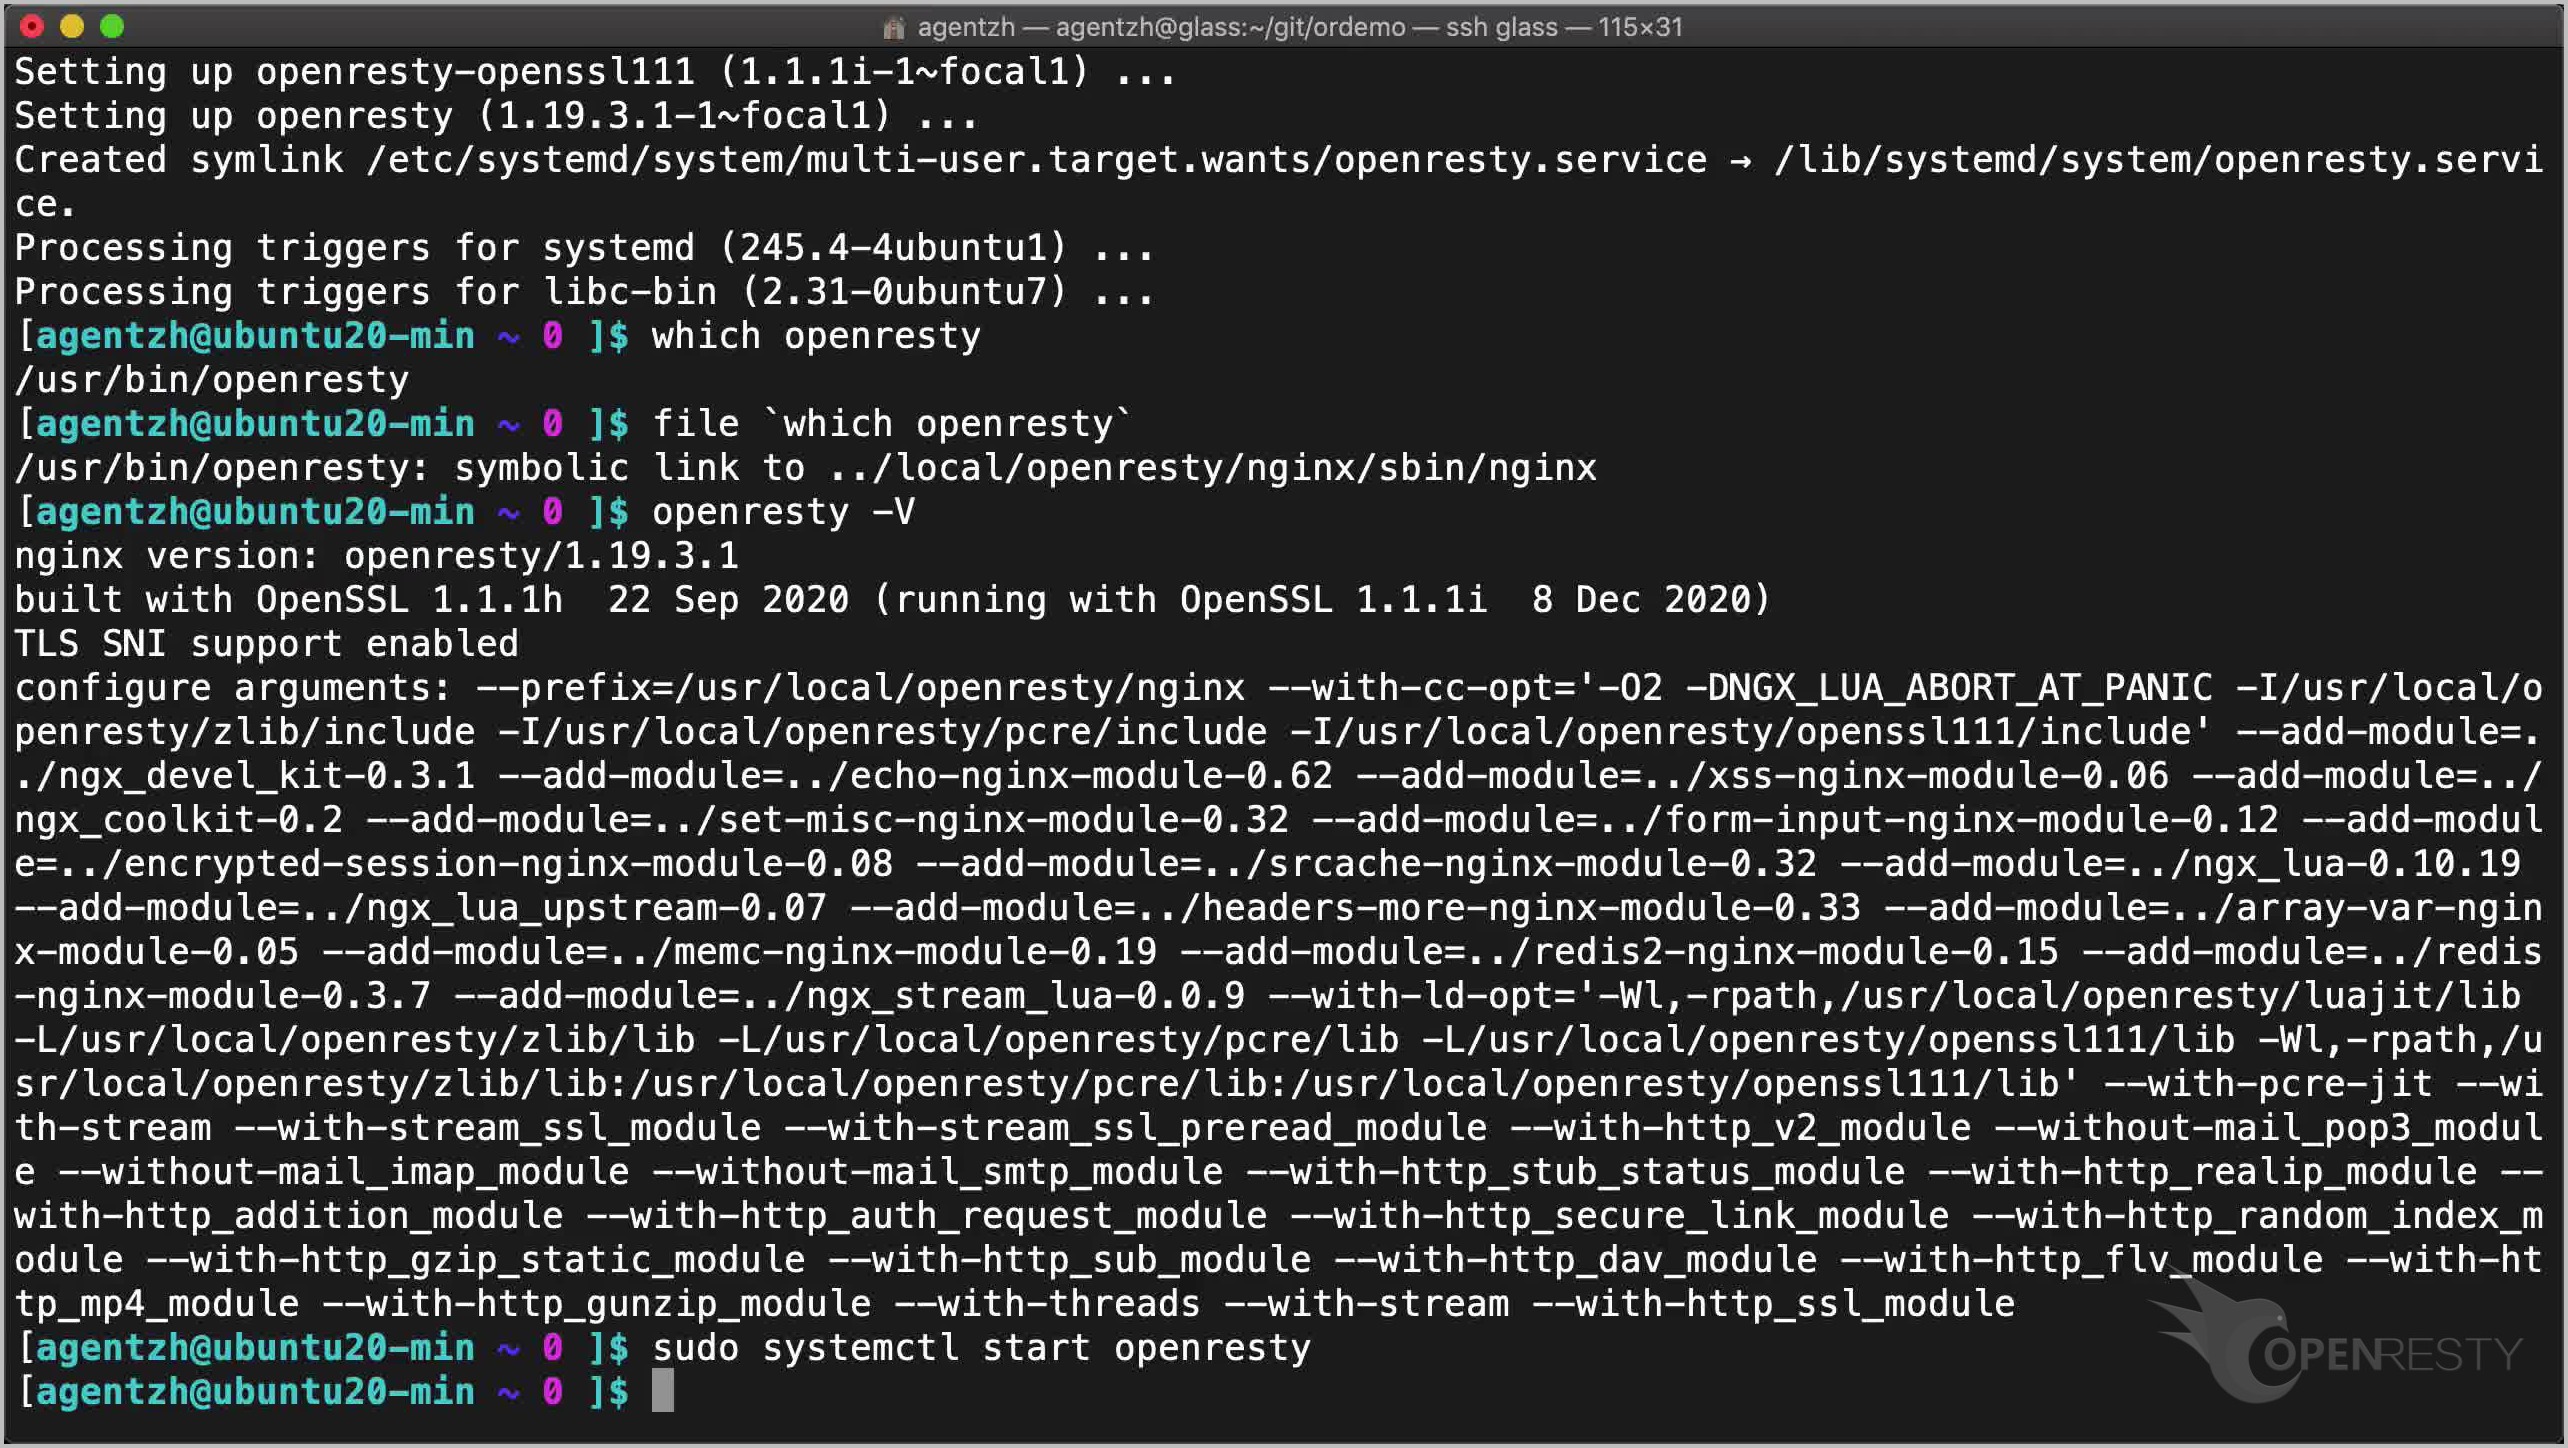 agentzh — agentzh@glass:~/git/ordemo — ssh glass — 115×31
Setting up openresty-openssl111 (1.1.1i-1~focal1) ...
Setting up openresty (1.19.3.1-1~focal1) ...
Created symlink /etc/systemd/system/multi-user.target.wants/openresty.service → /lib/systemd/system/openresty.servi
ce.
Processing triggers for systemd (245.4-4ubuntu1) ...
Processing triggers for libc-bin (2.31-0ubuntu7) ...
[agentzh@ubuntu20-min ~ 0 ]$ which openresty
/usr/bin/openresty
[agentzh@ubuntu20-min ~ 0 ]$ file `which openresty`
/usr/bin/openresty: symbolic link to ../local/openresty/nginx/sbin/nginx
[agentzh@ubuntu20-min ~ 0 ]$ openresty -V
nginx version: openresty/1.19.3.1
built with OpenSSL 1.1.1h  22 Sep 2020 (running with OpenSSL 1.1.1i  8 Dec 2020)
TLS SNI support enabled
configure arguments: --prefix=/usr/local/openresty/nginx --with-cc-opt='-O2 -DNGX_LUA_ABORT_AT_PANIC -I/usr/local/o
penresty/zlib/include -I/usr/local/openresty/pcre/include -I/usr/local/openresty/openssl111/include' --add-module=.
./ngx_devel_kit-0.3.1 --add-module=../echo-nginx-module-0.62 --add-module=../xss-nginx-module-0.06 --add-module=../
ngx_coolkit-0.2 --add-module=../set-misc-nginx-module-0.32 --add-module=../form-input-nginx-module-0.12 --add-modul
e=../encrypted-session-nginx-module-0.08 --add-module=../srcache-nginx-module-0.32 --add-module=../ngx_lua-0.10.19
--add-module=../ngx_lua_upstream-0.07 --add-module=../headers-more-nginx-module-0.33 --add-module=../array-var-ngin
x-module-0.05 --add-module=../memc-nginx-module-0.19 --add-module=../redis2-nginx-module-0.15 --add-module=../redis
-nginx-module-0.3.7 --add-module=../ngx_stream_lua-0.0.9 --with-ld-opt='-Wl,-rpath,/usr/local/openresty/luajit/lib
-L/usr/local/openresty/zlib/lib -L/usr/local/openresty/pcre/lib -L/usr/local/openresty/openssl111/lib -Wl,-rpath,/u
sr/local/openresty/zlib/lib:/usr/local/openresty/pcre/lib:/usr/local/openresty/openssl111/lib' --with-pcre-jit --wi
th-stream --with-stream_ssl_module --with-stream_ssl_preread_module --with-http_v2_module --without-mail_pop3_modul
e --without-mail_imap_module --without-mail_smtp_module --with-http_stub_status_module --with-http_realip_module --
with-http_addition_module --with-http_auth_request_module --with-http_secure_link_module --with-http_random_index_m
odule --with-http_gzip_static_module --with-http_sub_module --with-http_dav_module --with-http_flv_module --with-ht
tp_mp4_module --with-http_gunzip_module --with-threads --with-stream --with-http_ssl_module
[agentzh@ubuntu20-min ~ 0 ]$ sudo systemctl start openresty
[agentzh@ubuntu20-min ~ 0 ]$
OPENRESTY